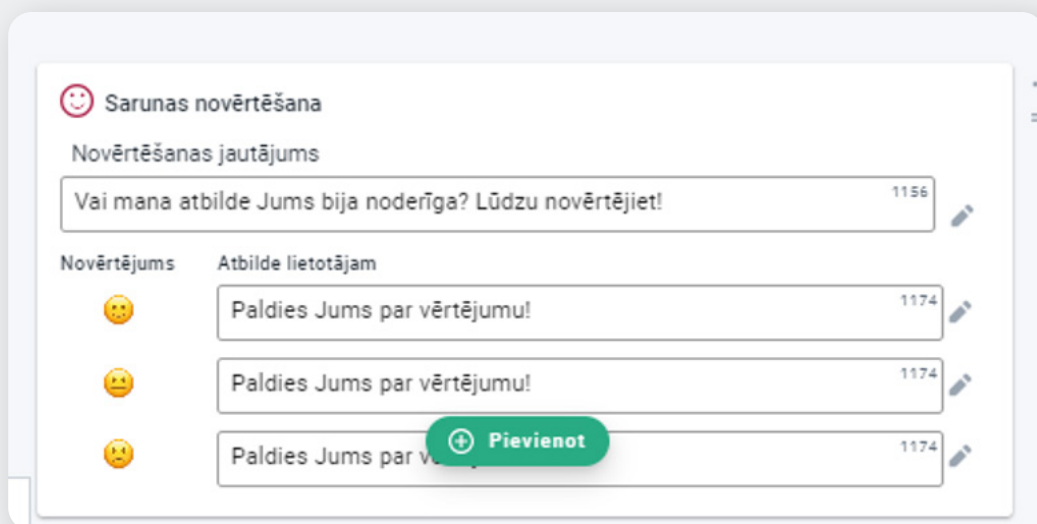 Sarunas novērtēšana
Novērtēšanas jautājums
Vai mana atbilde Jums bija noderīga? Lūdzu novērtējiet! 1156
Novērtējums Atbilde lietotājam
Paldies Jums par vērtējumu! 1174
Paldies Jums par vērtējumu! 1174
Pievienot
Paldies Jums par 1174